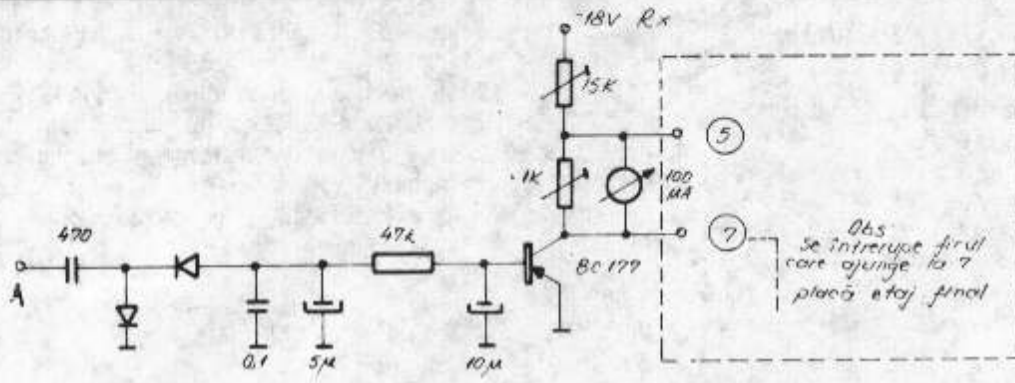 -18V Rx
15K
5
1K
100
μA
7
Obs
Se întrerupe firul
care ajunge la 7
placă etaj final
470
47k
BC 177
A
0,1
5μ
10μ